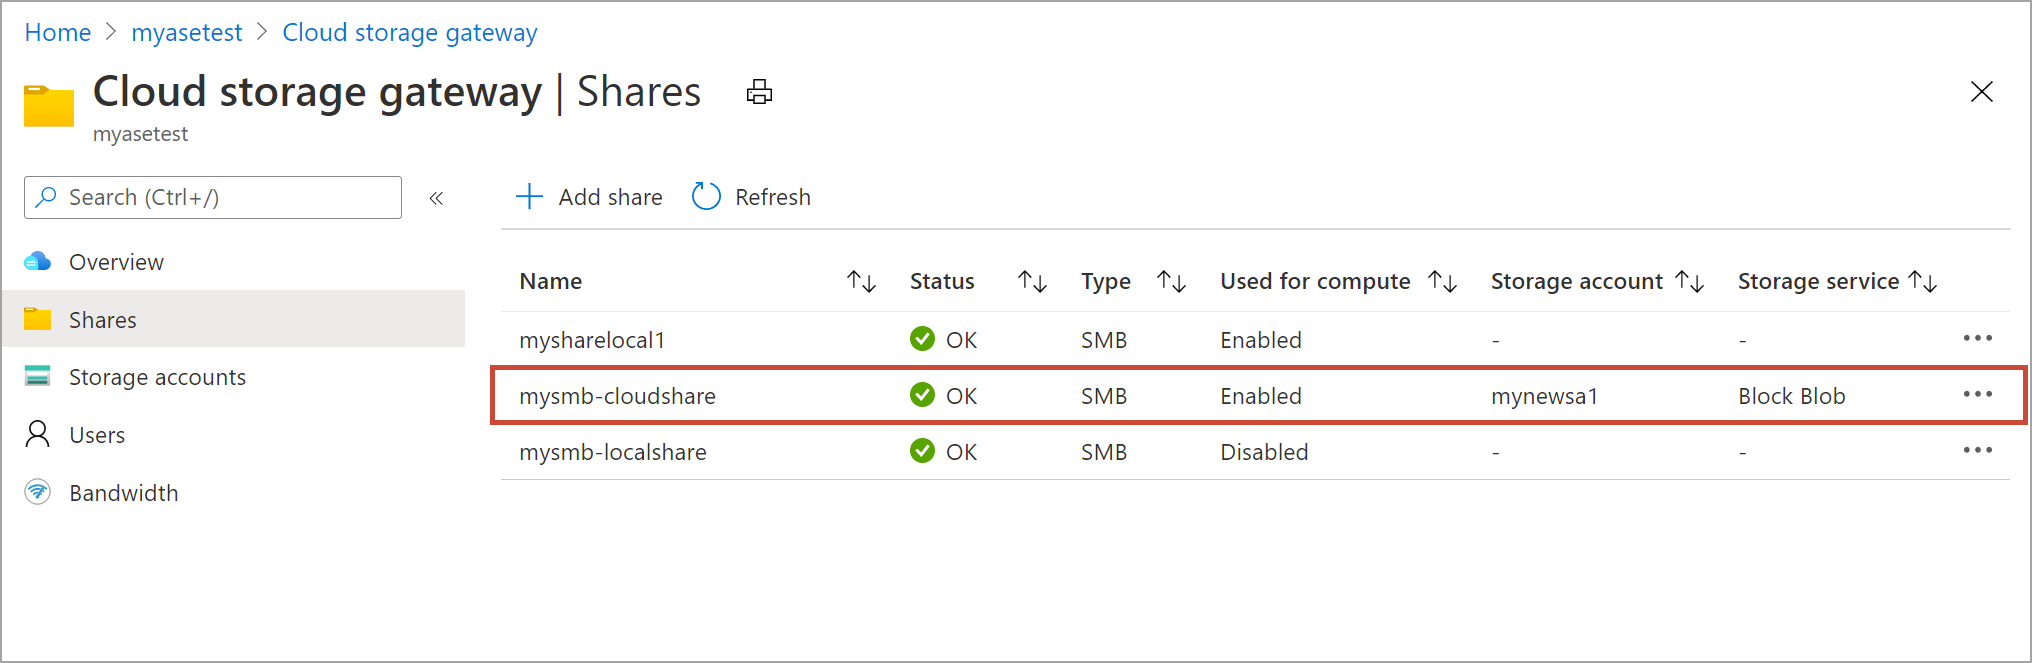 Home > myasetest > Cloud storage gateway
Cloud storage gateway | Shares
myasetest
Search (Ctrl+/)
«
Add share
Refresh
Overview
Shares
Storage accounts
Users
Bandwidth
Name Status Type Used for compute Storage account Storage service
mysharelocal1 OK SMB Enabled - -
mysmb-cloudshare OK SMB Enabled mynewsa1 Block Blob
mysmb-localshare OK SMB Disabled - -